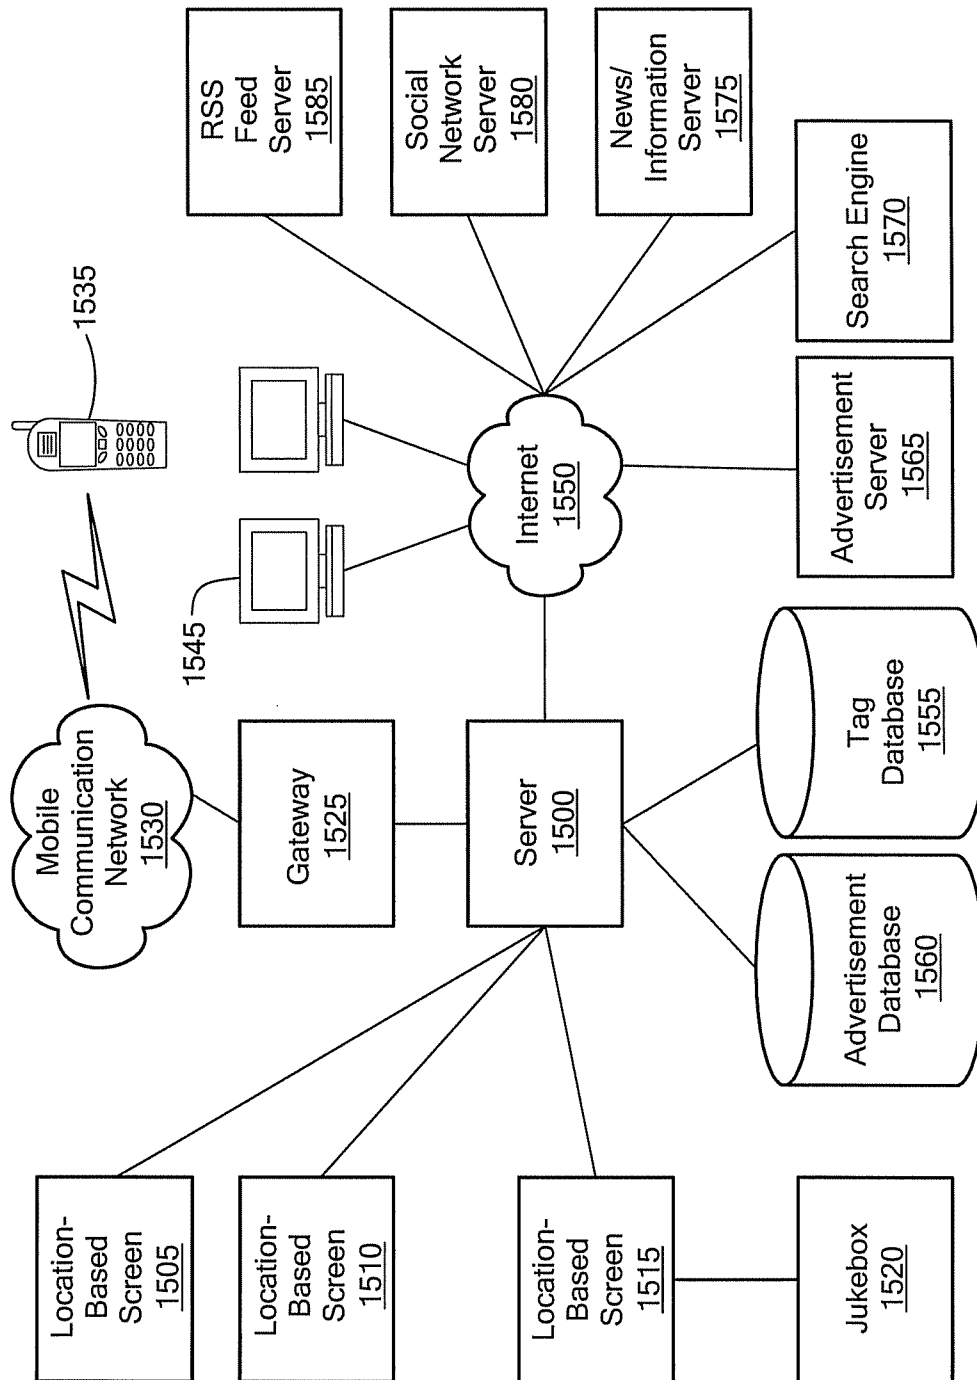 Location-
Based
Screen
1505
Location-
Based
Screen
1510
Location-
Based
Screen
1515
Jukebox
1520
Mobile
Communication
Network
1530
Gateway
1525
Server
1500
Advertisement
Database
1560
Tag
Database
1555
1535
1545
Internet
1550
Advertisement
Server
1565
RSS
Feed
Server
1585
Social
Network
Server
1580
News/
Information
Server
1575
Search Engine
1570